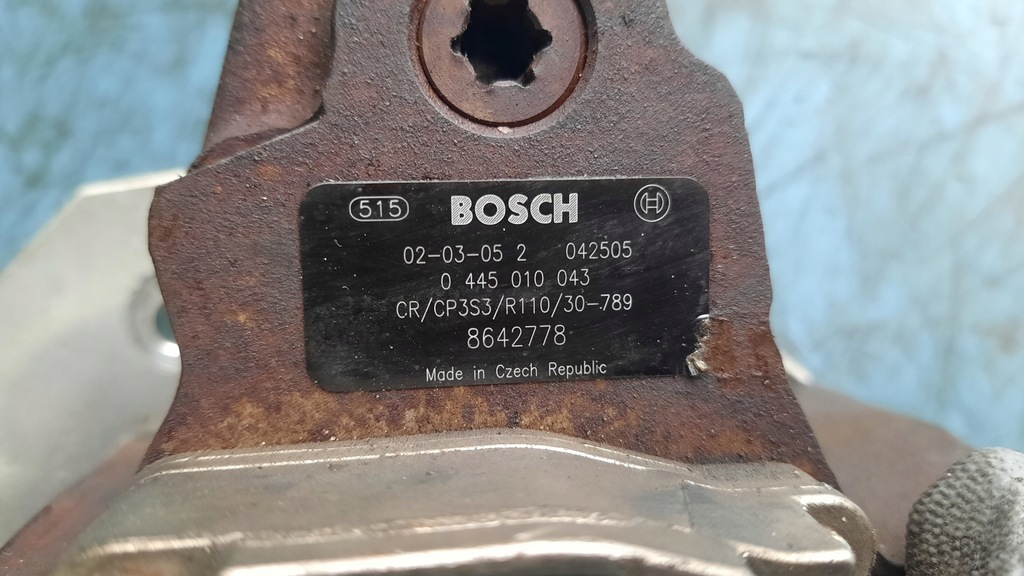 515 BOSCH H
02-03-05 2 042505
0 445 010 043
CR/CP3S3/R110/30-789
8642778
Made in Czech Republic